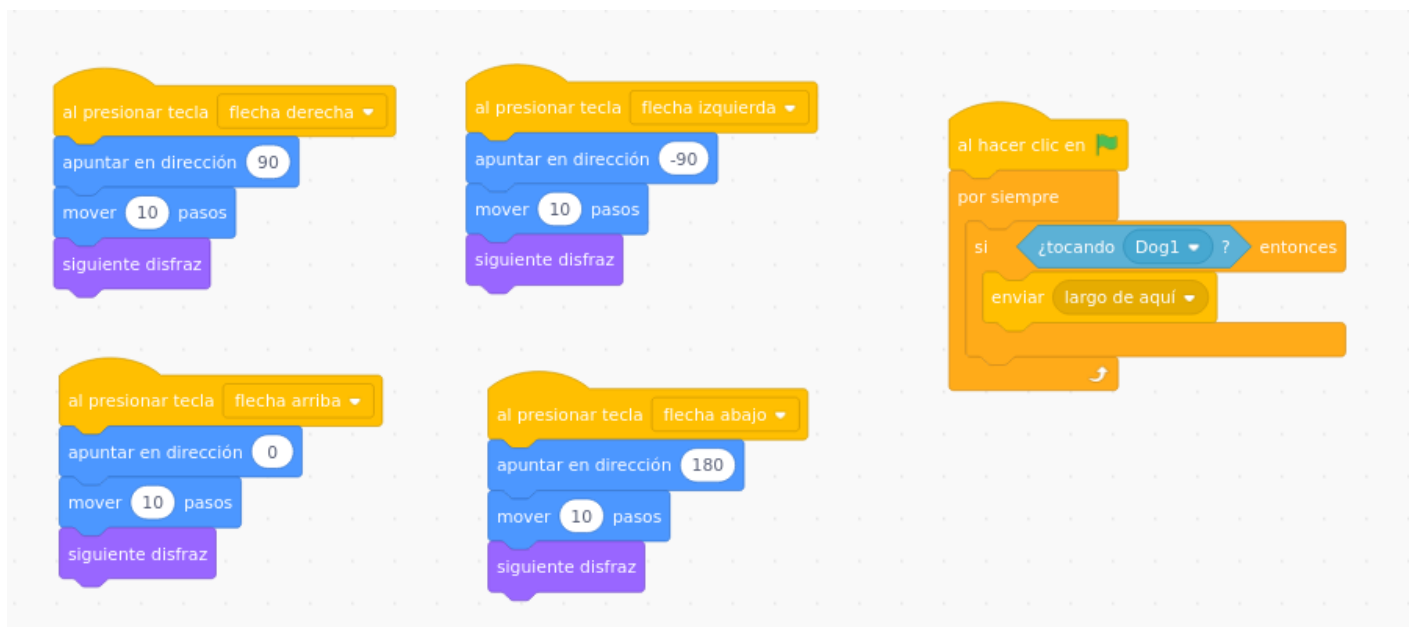 al presionar tecla flecha derecha
apuntar en dirección 90
mover 10 pasos
siguiente disfraz
al presionar tecla flecha izquierda
apuntar en dirección -90
mover 10 pasos
siguiente disfraz
al presionar tecla flecha arriba
apuntar en dirección 0
mover 10 pasos
siguiente disfraz
al presionar tecla flecha abajo
apuntar en dirección 180
mover 10 pasos
siguiente disfraz
al hacer clic en
por siempre
si ¿tocando Dog1 ? entonces
enviar largo de aquí